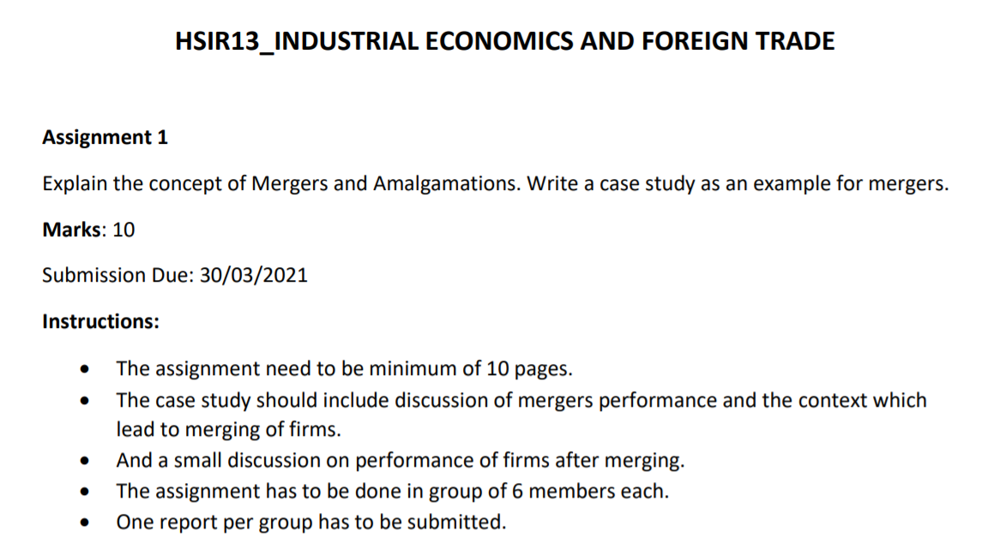 HSIR13_INDUSTRIAL ECONOMICS AND FOREIGN TRADE
Assignment 1
Explain the concept of Mergers and Amalgamations. Write a case study as an example for mergers.
Marks: 10
Submission Due: 30/03/2021
Instructions:
• The assignment need to be minimum of 10 pages.
• The case study should include discussion of mergers performance and the context which
lead to merging of firms.
• And a small discussion on performance of firms after merging.
• The assignment has to be done in group of 6 members each.
• One report per group has to be submitted.